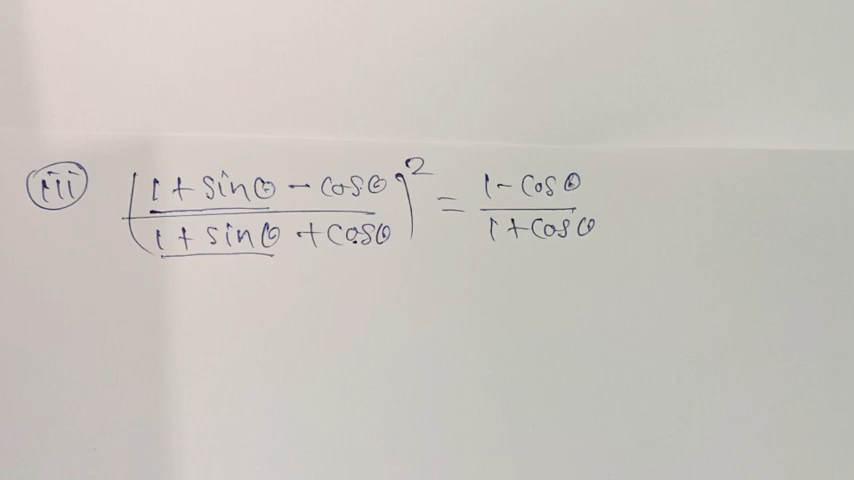 (iii) ((1 + sinθ - cosθ)/(1 + sinθ + cosθ))² = (1 - cosθ)/(1 + cosθ)